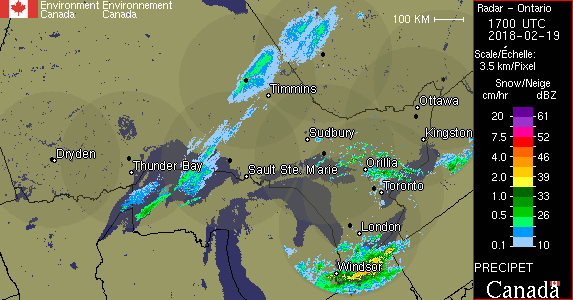 Environment Environnement
Canada Canada
100 KM
Timmins
Ottawa
Sudbury
Kingston
Dryden
Thunder Bay
Sault Ste. Marie
Orillia
Toronto
London
Windsor
Radar - Ontario
1700 UTC
2018-02-19
Scale/Échelle:
3.5 km/Pixel
Snow/Neige
cm/hr dBZ
20 61
7.5 52
4.0 46
2.0 39
1.0 33
0.5 26
0.1 10
PRECIPET
Canada